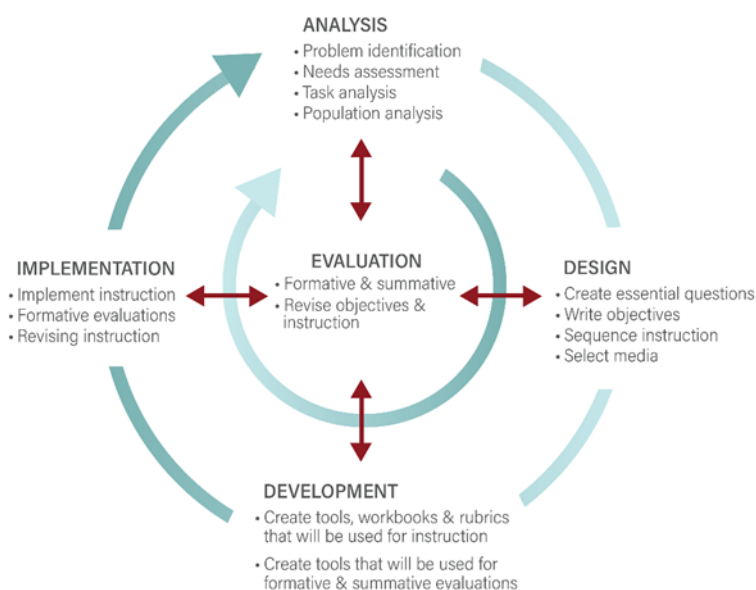 ANALYSIS
• Problem identification
• Needs assessment
• Task analysis
• Population analysis
IMPLEMENTATION
• Implement instruction
• Formative evaluations
• Revising instruction
EVALUATION
• Formative & summative
• Revise objectives &
instruction
DESIGN
• Create essential questions
• Write objectives
• Sequence instruction
• Select media
DEVELOPMENT
• Create tools, workbooks & rubrics
that will be used for instruction
• Create tools that will be used for
formative & summative evaluations